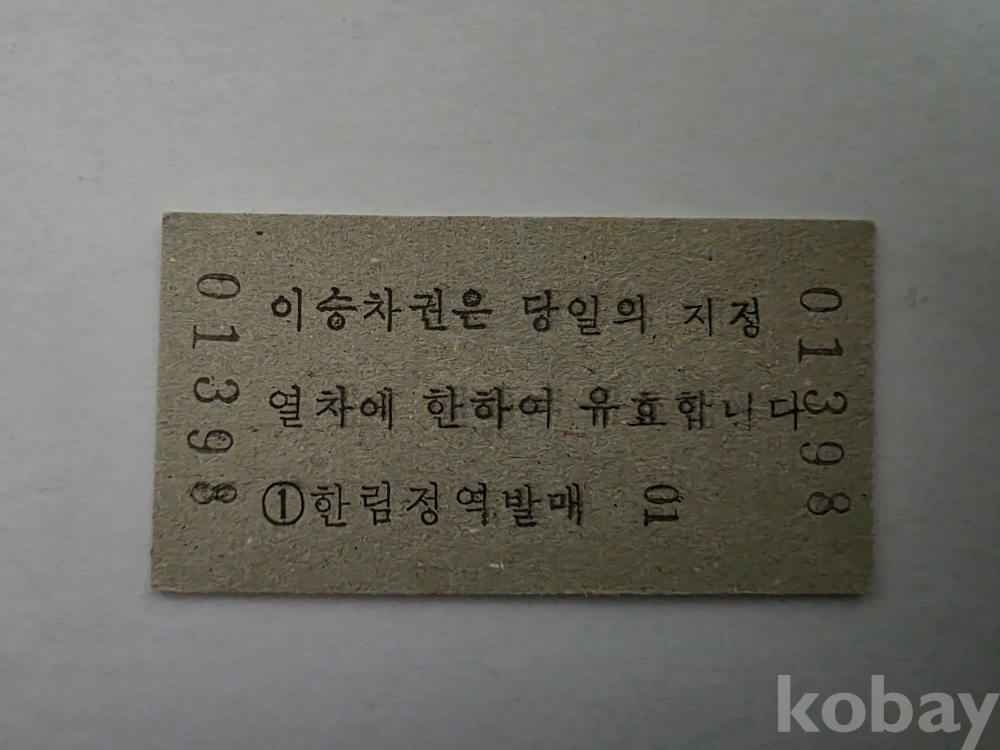 01398
이승차권은 당일의 지정
열차에 한하여 유효합니다
①한림정역발매 01
01398
kobay